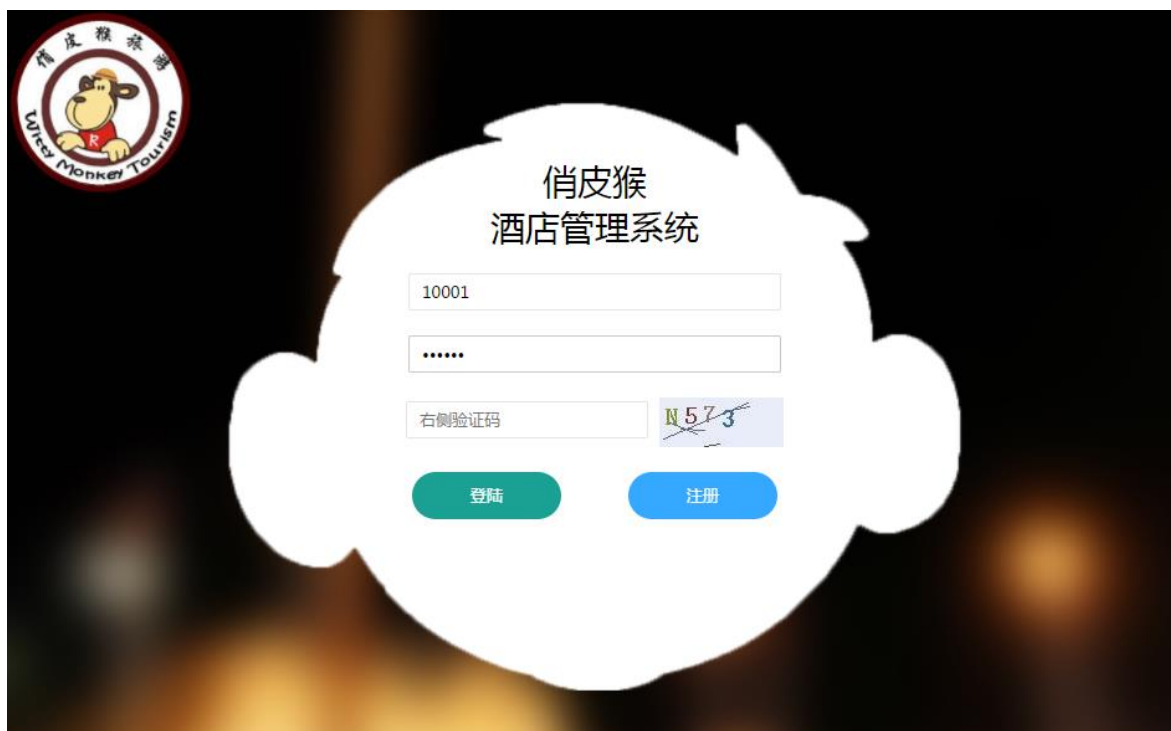 俏皮猴旅游
Witty Monkey Tourism
R
俏皮猴
酒店管理系统
10001
••••••
右侧验证码
N573
登陆
注册